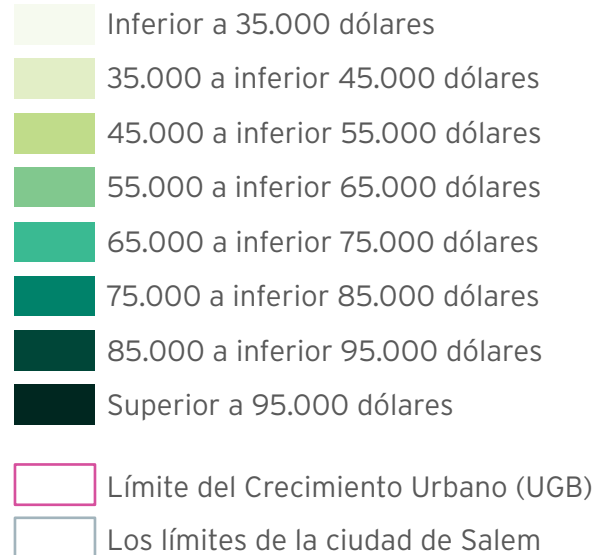 Inferior a 35.000 dólares
35.000 a inferior 45.000 dólares
45.000 a inferior 55.000 dólares
55.000 a inferior 65.000 dólares
65.000 a inferior 75.000 dólares
75.000 a inferior 85.000 dólares
85.000 a inferior 95.000 dólares
Superior a 95.000 dólares
Límite del Crecimiento Urbano (UGB)
Los límites de la ciudad de Salem